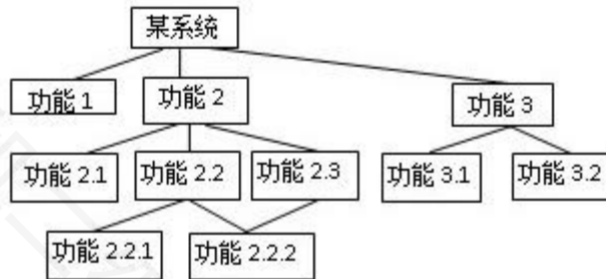 某系统
功能 1
功能 2
功能 3
功能 2.1
功能 2.2
功能 2.3
功能 3.1
功能 3.2
功能 2.2.1
功能 2.2.2